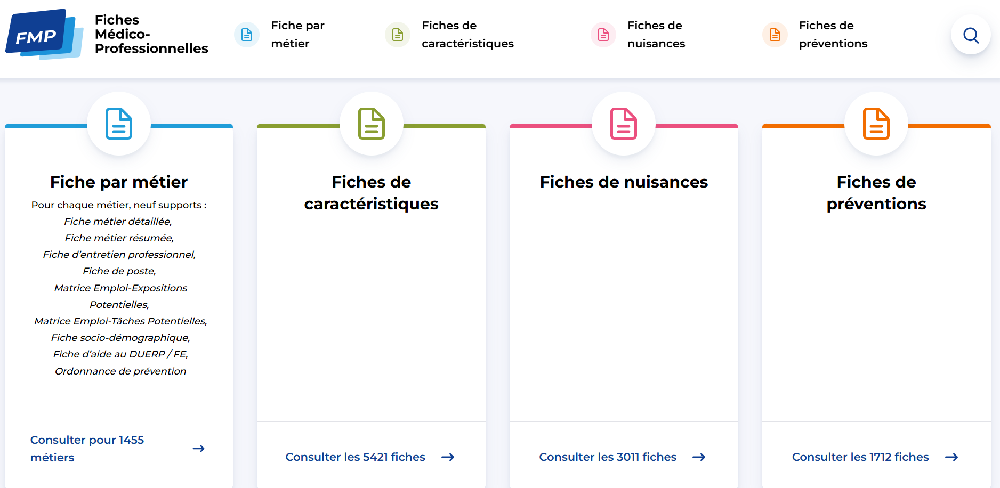 FMP
Fiches
Médico-
Professionnelles
Fiche par
métier
Fiches de
caractéristiques
Fiches de
nuisances
Fiches de
préventions
Fiche par métier
Pour chaque métier, neuf supports :
Fiche métier détaillée,
Fiche métier résumée,
Fiche d’entretien professionnel,
Fiche de poste,
Matrice Emploi-Expositions
Potentielles,
Matrice Emploi-Tâches Potentielles,
Fiche socio-démographique,
Fiche d’aide au DUERP / FE,
Ordonnance de prévention
Consulter pour 1455
métiers
Fiches de
caractéristiques
Consulter les 5421 fiches
Fiches de nuisances
Consulter les 3011 fiches
Fiches de
préventions
Consulter les 1712 fiches